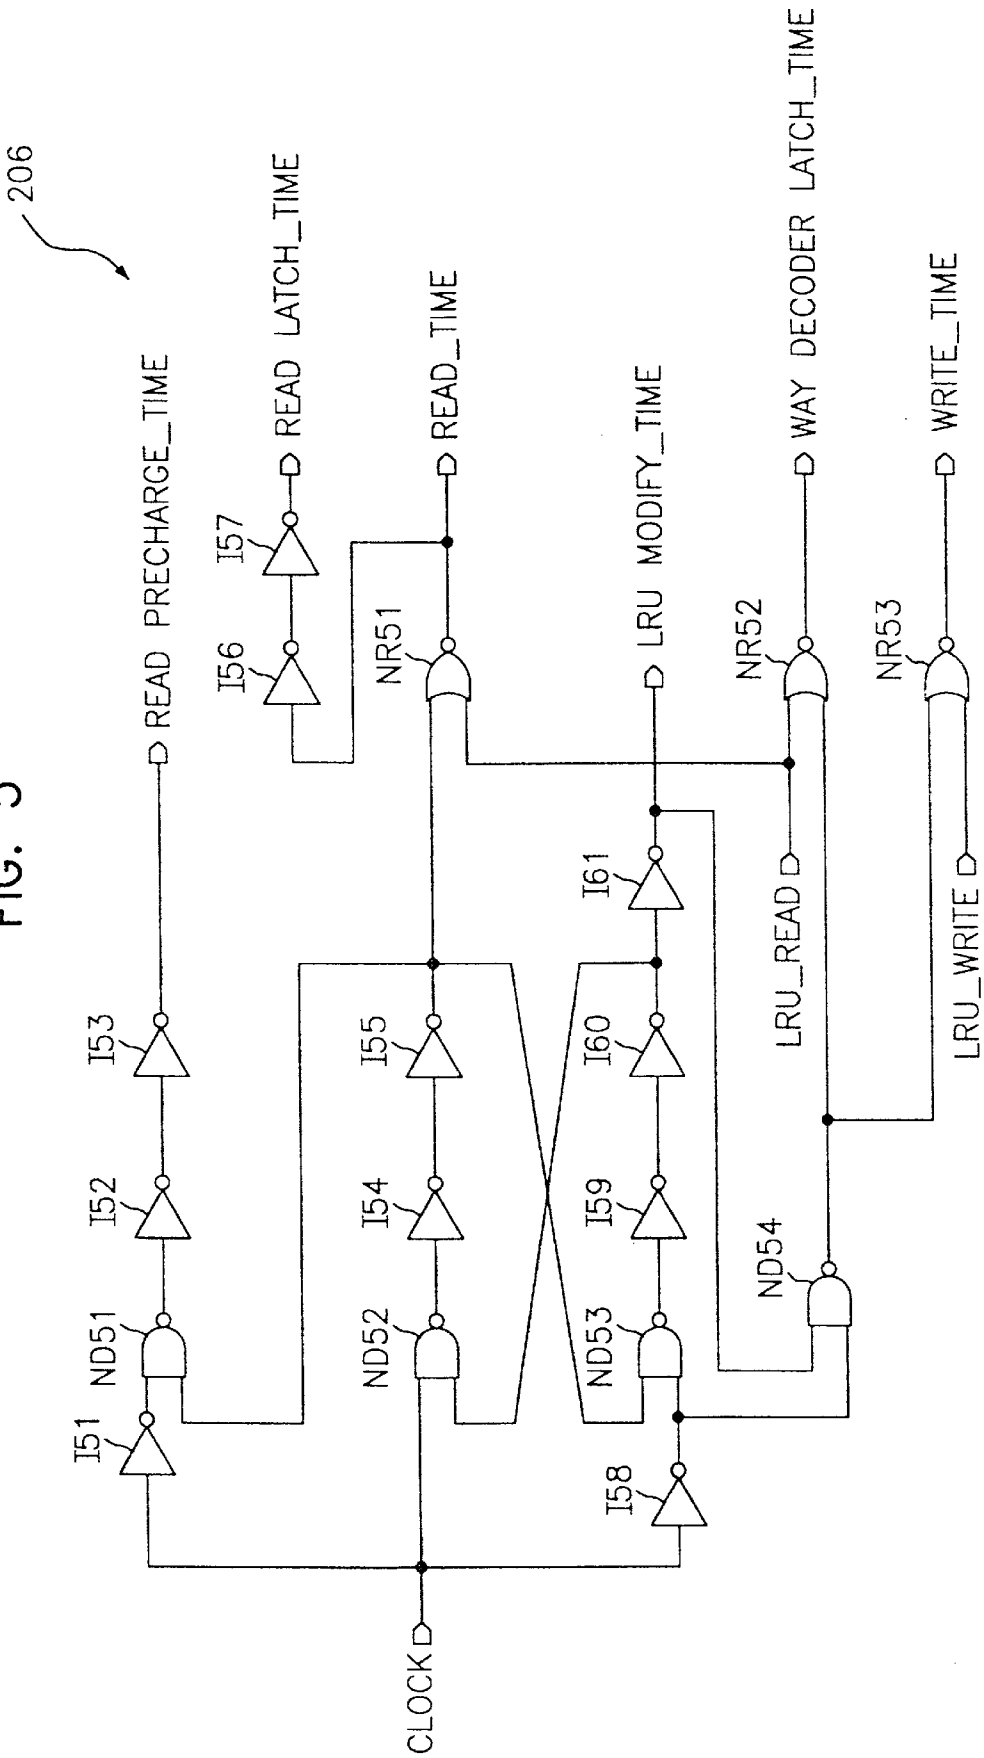 FIG. 5
206
READ PRECHARGE_TIME
READ LATCH_TIME
READ_TIME
LRU MODIFY_TIME
WAY DECODER LATCH_TIME
WRITE_TIME
I51
ND51
I52
I53
I57
I56
NR51
ND52
I54
I55
I58
ND53
I59
I60
I61
NR52
NR53
ND54
LRU_READ
LRU_WRITE
CLOCK